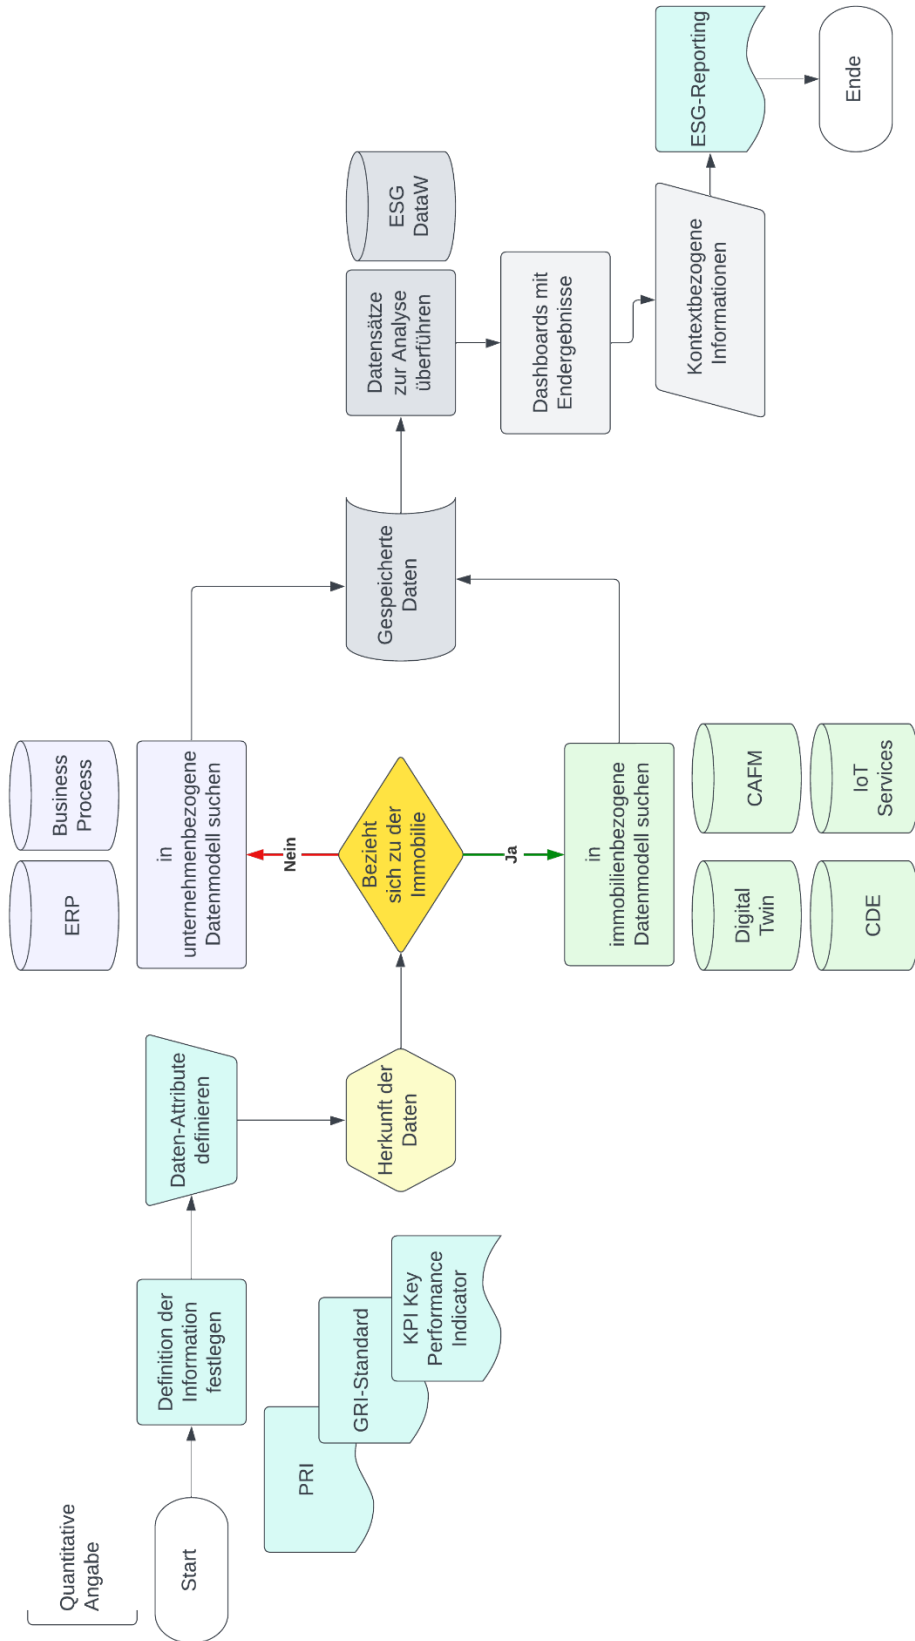 Quantitative
Angabe
Start
Definition der
Information
festlegen
PRI
GRI-Standard
KPI Key
Performance
Indicator
Daten-Attribute
definieren
Herkunft der
Daten
Bezieht
sich zu der
Immobilie
Nein
Ja
ERP
Business
Process
in
unternehmenbezogene
Datenmodell suchen
in
immobilienbezogene
Datenmodell suchen
Digital
Twin
CAFM
CDE
IoT
Services
Gespeicherte
Daten
Datensätze
zur Analyse
überführen
ESG
DataW
Dashboards mit
Endergebnisse
Kontextbezogene
Informationen
ESG-Reporting
Ende